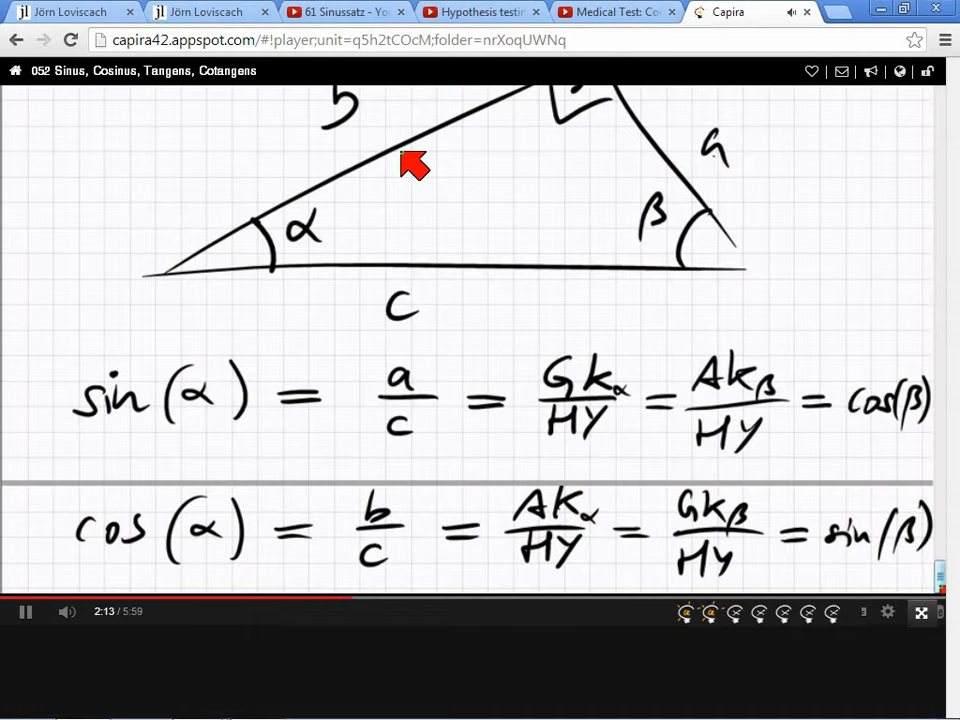 Jörn Loviscach
Jörn Loviscach
61 Sinussatz - Yo
Hypothesis testin
Medical Test: Co
Capira
capira42.appspot.com/#!player;unit=q5h2tCOcM;folder=nrXoqUWNq
052 Sinus, Cosinus, Tangens, Cotangens
b
a
α
β
c
sin(α) = a/c = GKα/HY = AKβ/HY = cos(β)
cos(α) = b/c = AKα/HY = GKβ/HY = sin(β)
2:13 / 5:59